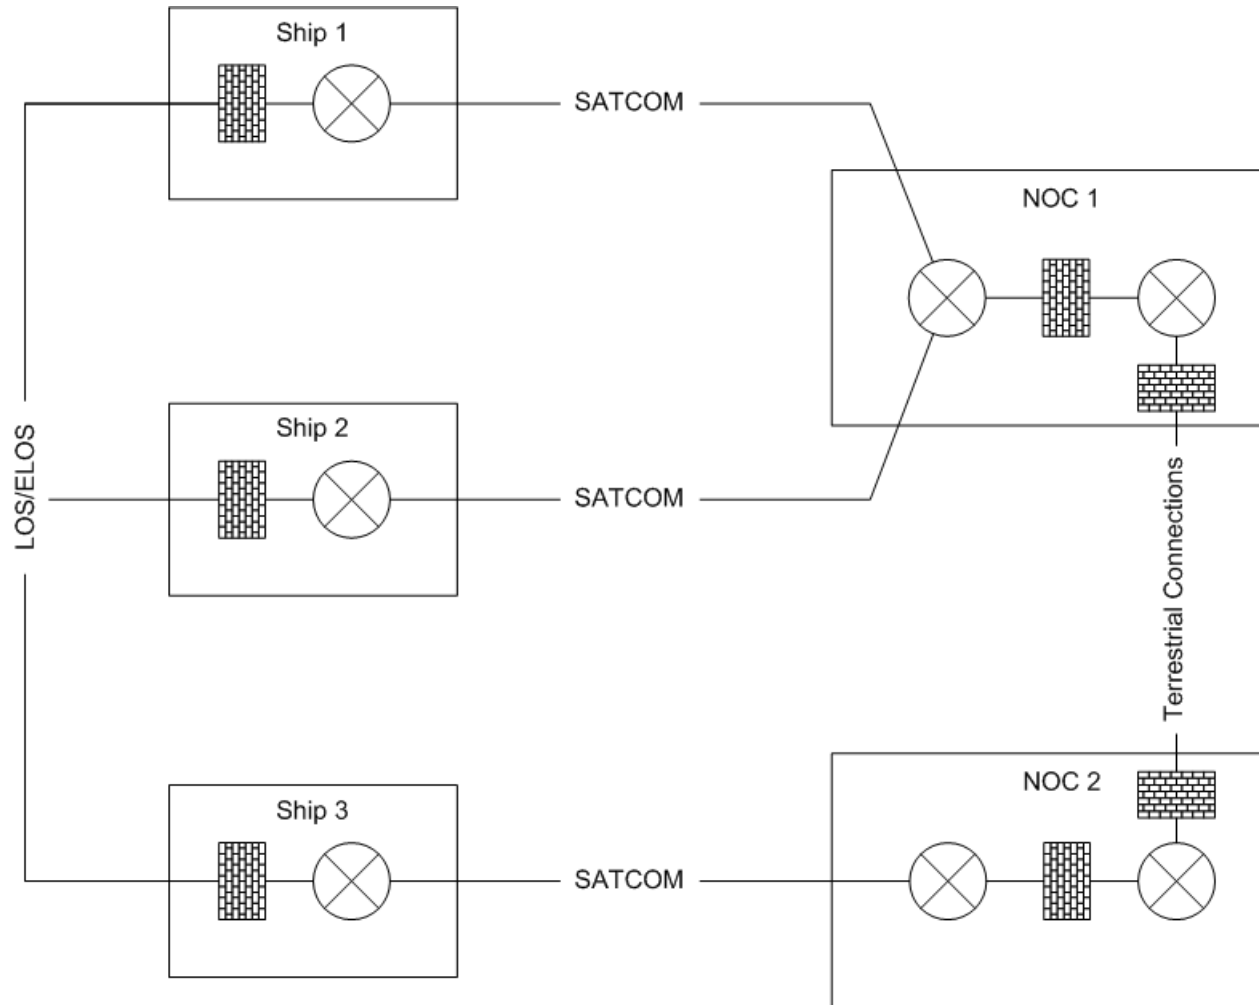 Ship 1
SATCOM
NOC 1
Ship 2
SATCOM
LOS/ELOS
Terrestrial Connections
NOC 2
Ship 3
SATCOM